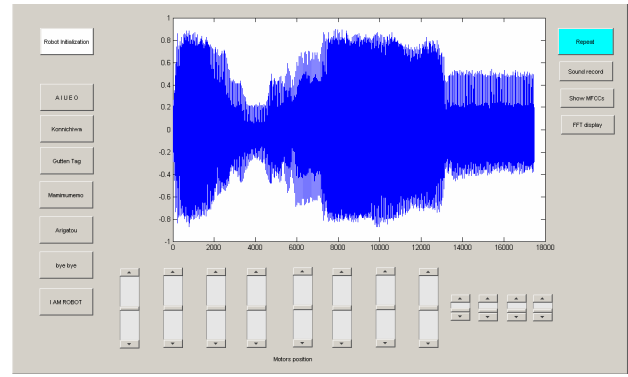 Robot Initialization
A I U E O
Konnichiwa
Gutten Tag
Mamimumemo
Arigatou
bye bye
I AM ROBOT
1
0.8
0.6
0.4
0.2
0
-0.2
-0.4
-0.6
-0.8
-1
0 2000 4000 6000 8000 10000 12000 14000 16000 18000
Repeat
Sound record
Show MFCCs
FFT display
Motors position